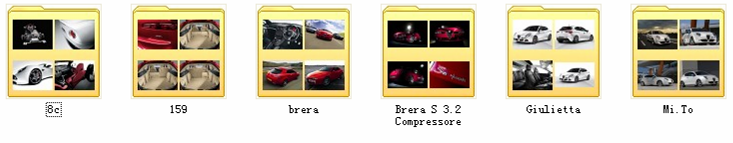 8c
159
brera
Brera S 3.2
Compressore
Giulietta
Mi.To